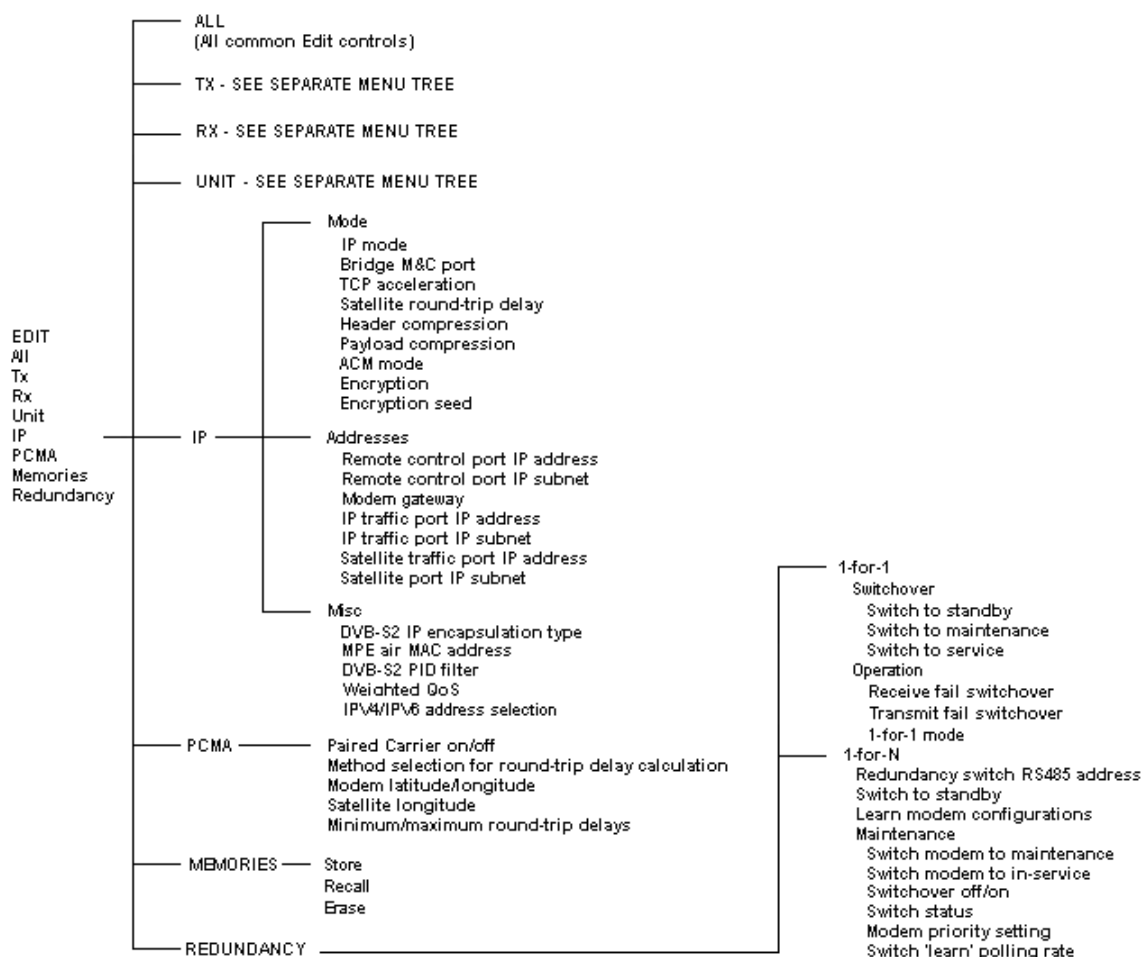 ALL
(All common Edit controls)
TX - SEE SEPARATE MENU TREE
RX - SEE SEPARATE MENU TREE
UNIT - SEE SEPARATE MENU TREE
EDIT
All
Tx
Rx
Unit
IP
PCMA
Memories
Redundancy
IP
Mode
IP mode
Bridge M&C port
TCP acceleration
Satellite round-trip delay
Header compression
Payload compression
ACM mode
Encryption
Encryption seed
Addresses
Remote control port IP address
Remote control port IP subnet
Modem gateway
IP traffic port IP address
IP traffic port IP subnet
Satellite traffic port IP address
Satellite port IP subnet
Misc
DVB-S2 IP encapsulation type
MPE air MAC address
DVB-S2 PID filter
Weighted QoS
IPV4/IPV6 address selection
PCMA
Paired Carrier on/off
Method selection for round-trip delay calculation
Modem latitude/longitude
Satellite longitude
Minimum/maximum round-trip delays
MEMORIES
Store
Recall
Erase
REDUNDANCY
1-for-1
Switchover
Switch to standby
Switch to maintenance
Switch to service
Operation
Receive fail switchover
Transmit fail switchover
1-for-1 mode
1-for-N
Redundancy switch RS485 address
Switch to standby
Learn modem configurations
Maintenance
Switch modem to maintenance
Switch modem to in-service
Switchover off/on
Switch status
Modem priority setting
Switch 'learn' polling rate